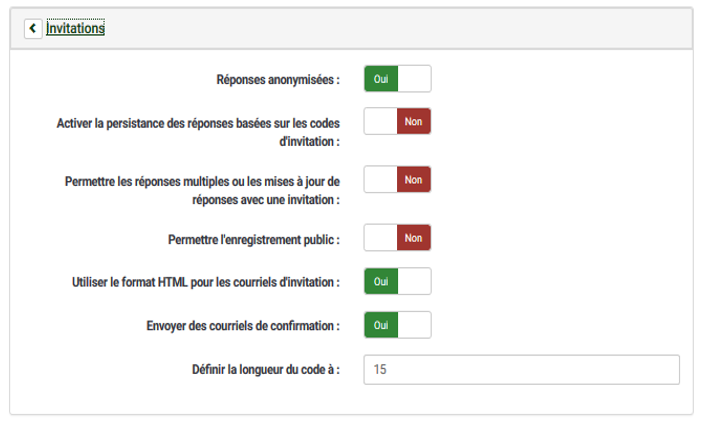 Invitations
Réponses anonymisées :
Oui
Activer la persistance des réponses basées sur les codes
d'invitation :
Non
Permettre les réponses multiples ou les mises à jour de
réponses avec une invitation :
Non
Permettre l'enregistrement public :
Non
Utiliser le format HTML pour les courriels d'invitation :
Oui
Envoyer des courriels de confirmation :
Oui
Définir la longueur du code à :
15